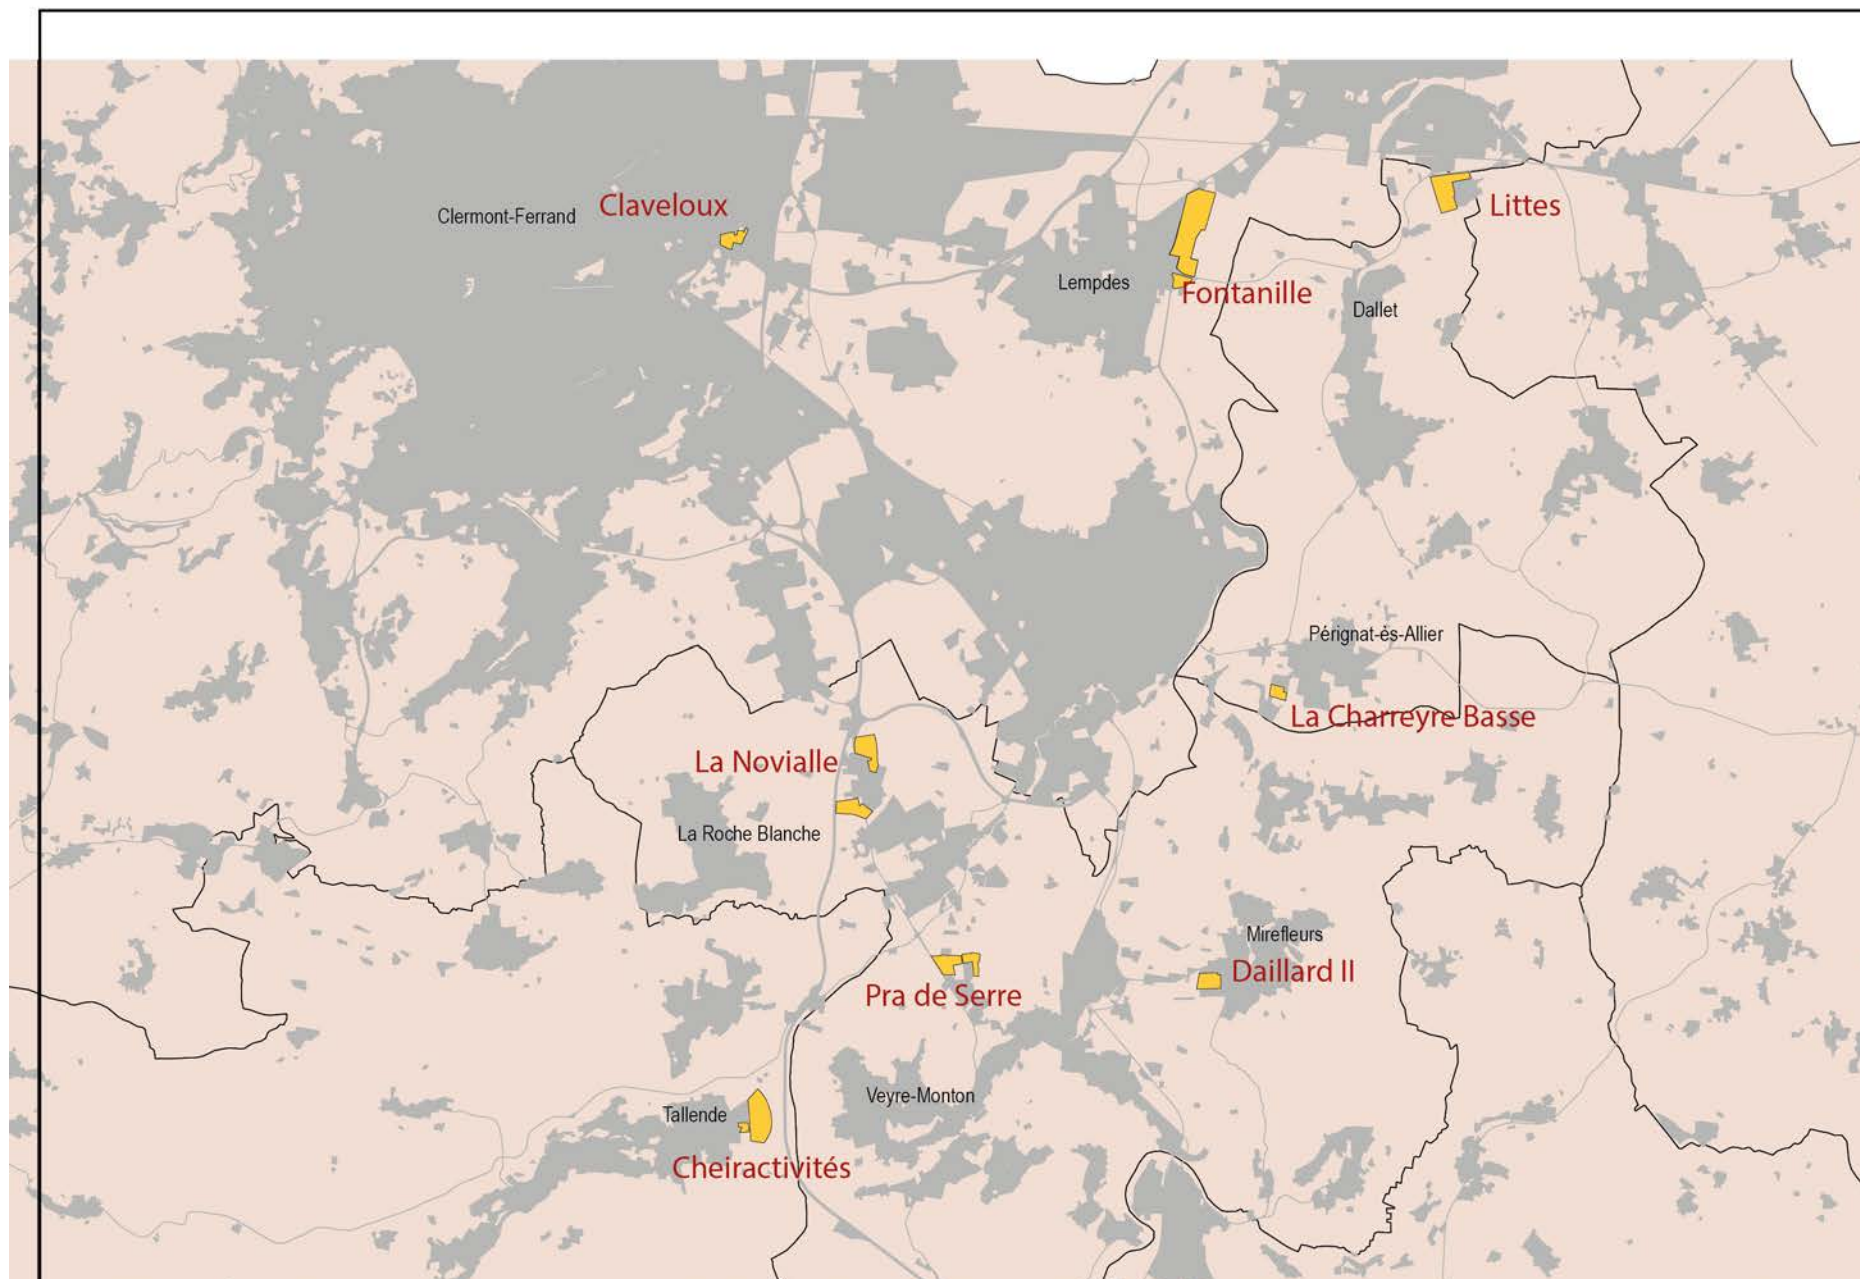 Claveloux
Clermont-Ferrand
Littes
Lempdes
Fontanille
Dallet
Pérignat-ès-Allier
La Charreyre Basse
La Novialle
La Roche Blanche
Mirefleurs
Daillard II
Pra de Serre
Veyre-Monton
Tallende
Cheiractivités